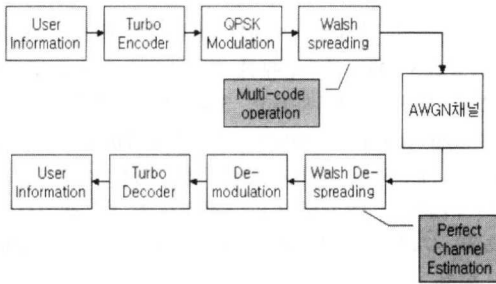 User
Information
Turbo
Encoder
QPSK
Modulation
Walsh
spreading
Multi-code
operation
AWGN채널
User
Information
Turbo
Decoder
De-
modulation
Walsh De-
spreading
Perfect
Channel
Estimation